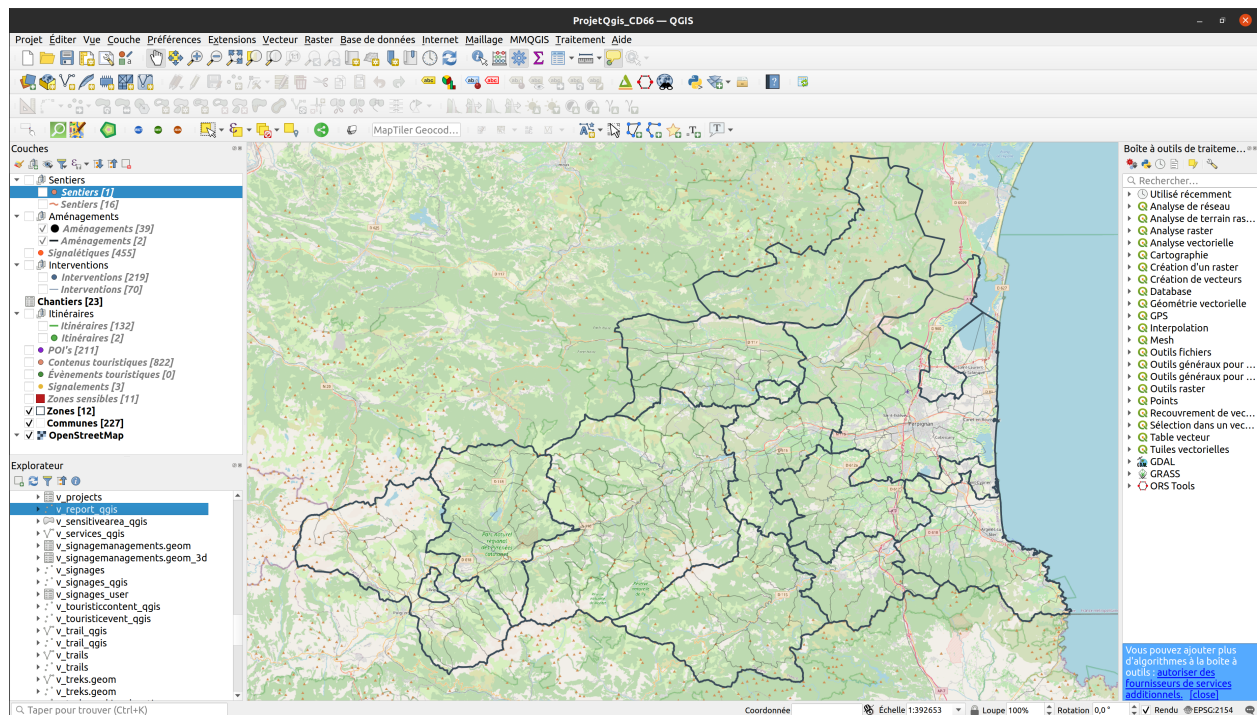 ProjetQgis_CD66 — QGIS
Projet Éditer Vue Couche Préférences Extensions Vecteur Raster Base de données Internet Maillage MMQGIS Traitement Aide
MapTiler Geocod...
Couches
Sentiers
Sentiers [1]
Sentiers [16]
Aménagements
Aménagements [39]
Aménagements [2]
Signalétiques [455]
Interventions
Interventions [219]
Interventions [70]
Chantiers [23]
Itinéraires
Itinéraires [132]
Itinéraires [2]
POI's [211]
Contenus touristiques [822]
Évènements touristiques [0]
Signalements [3]
Zones sensibles [11]
Zones [12]
Communes [227]
OpenStreetMap
Explorateur
v_projects
v_report_qgis
v_sensitivearea_qgis
v_services_qgis
v_signagemanagements.geom
v_signagemanagements.geom_3d
v_signages
v_signages_qgis
v_signages_user
v_touristiccontent_qgis
v_touristicevent_qgis
v_trail_qgis
v_trail_qgis
v_trails
v_trails
v_treks.geom
v_treks.geom
Perpignan
Boîte à outils de traiteme...
Rechercher...
Utilisé récemment
Analyse de réseau
Analyse de terrain ras...
Analyse raster
Analyse vectorielle
Cartographie
Création d'un raster
Création de vecteurs
Database
Géométrie vectorielle
GPS
Interpolation
Mesh
Outils fichiers
Outils généraux pour ...
Outils généraux pour ...
Outils raster
Points
Recouvrement de vec...
Sélection dans un vec...
Table vecteur
Tuiles vectorielles
GDAL
GRASS
ORS Tools
Vous pouvez ajouter plus
d'algorithmes à la boîte à
outils : autoriser des
fournisseurs de services
additionnels. [close]
Taper pour trouver (Ctrl+K)
Coordonnée
Échelle 1:392653
Loupe 100%
Rotation 0,0°
Rendu
EPSG:2154